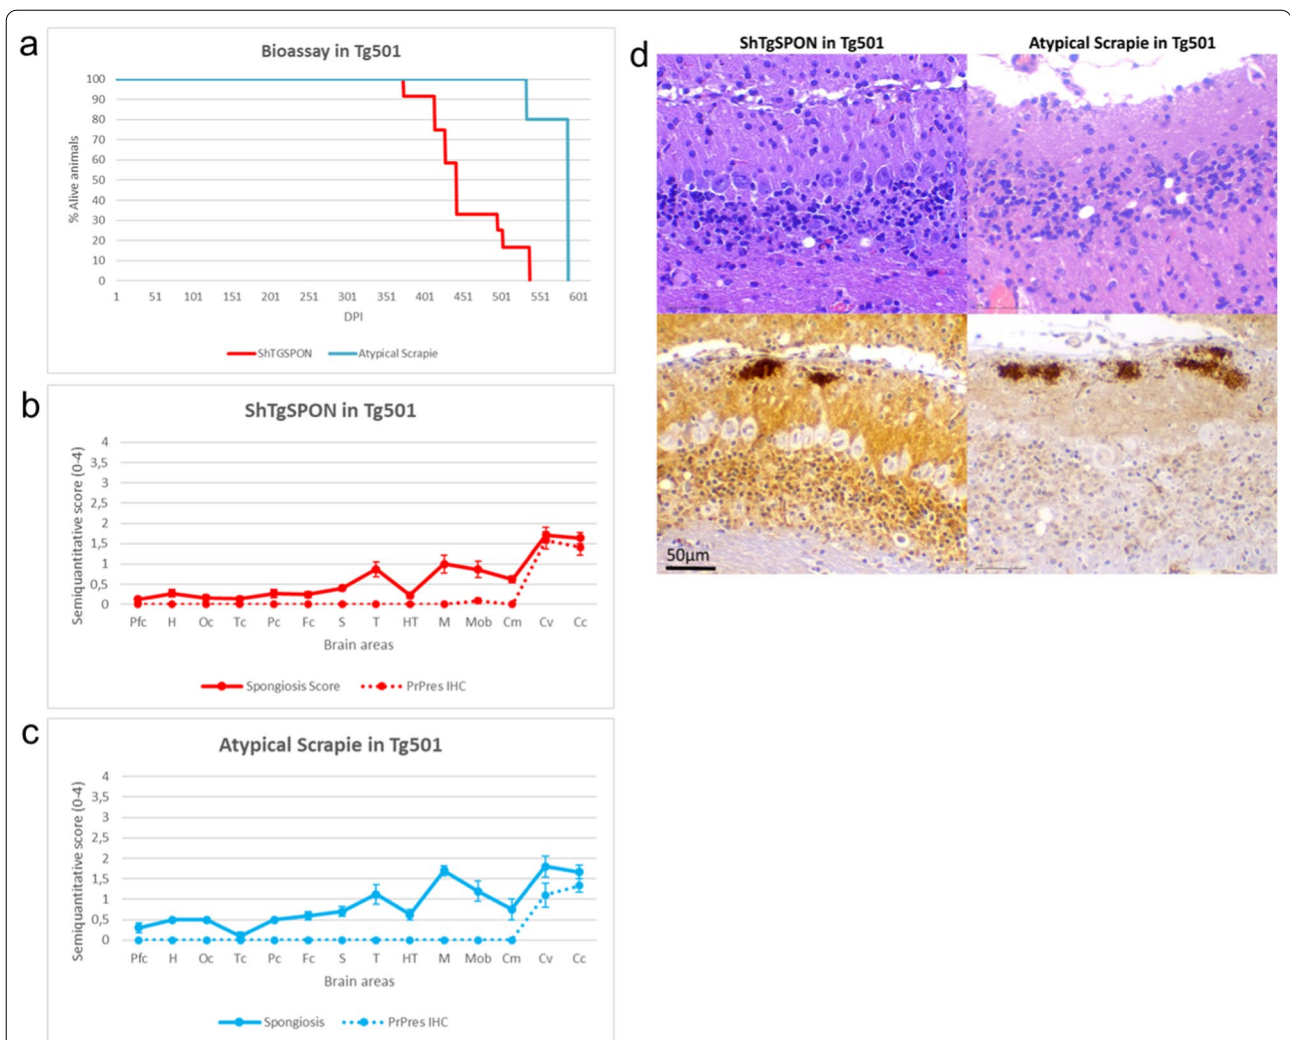 a
Bioassay in Tg501
% Alive animals
100
90
80
70
60
50
40
30
20
10
0
1 51 101 151 201 251 301 351 401 451 501 551 601
DPI
ShTGSPON Atypical Scrapie
b
ShTgSPON in Tg501
Semiquantitative score (0-4)
4
3,5
3
2,5
2
1,5
1
0,5
0
Pfc H Oc Tc Pc Fc S T HT M Mob Cm Cv Cc
Brain areas
Spongiosis Score PrPres IHC
c
Atypical Scrapie in Tg501
Semiquantitative score (0-4)
4
3,5
3
2,5
2
1,5
1
0,5
0
Pfc H Oc Tc Pc Fc S T HT M Mob Cm Cv Cc
Brain areas
Spongiosis PrPres IHC
d
ShTgSPON in Tg501 Atypical Scrapie in Tg501
50µm